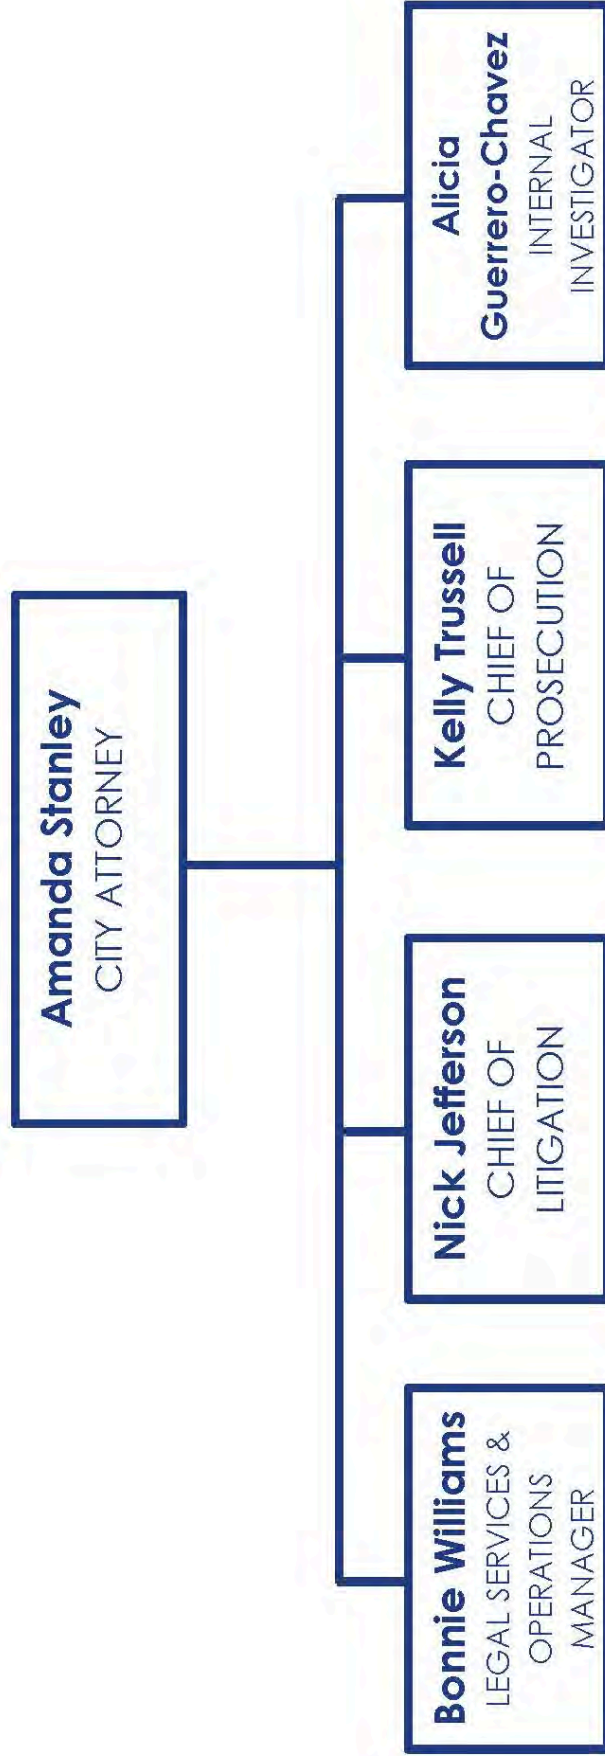 Amanda Stanley
CITY ATTORNEY
Bonnie Williams
LEGAL SERVICES &
OPERATIONS
MANAGER
Nick Jefferson
CHIEF OF
LITIGATION
Kelly Trussell
CHIEF OF
PROSECUTION
Alicia
Guerrero-Chavez
INTERNAL
INVESTIGATOR